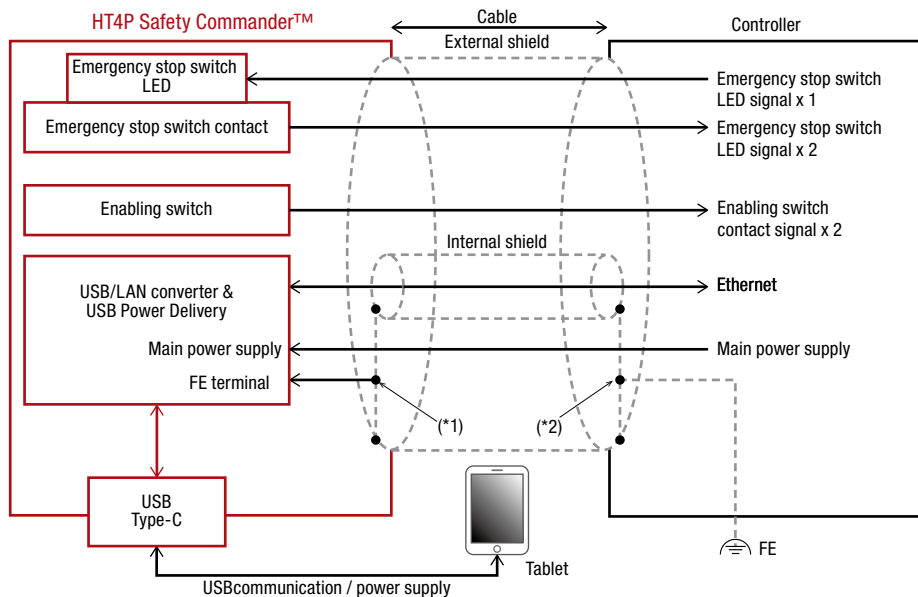 HT4P Safety Commander™
Cable
Controller
External shield
Emergency stop switch
LED
Emergency stop switch
LED signal x 1
Emergency stop switch contact
Emergency stop switch
LED signal x 2
Enabling switch
Enabling switch
contact signal x 2
Internal shield
USB/LAN converter &
USB Power Delivery
Ethernet
Main power supply
Main power supply
FE terminal
(*1)
(*2)
USB
Type-C
FE
Tablet
USBcommunication / power supply